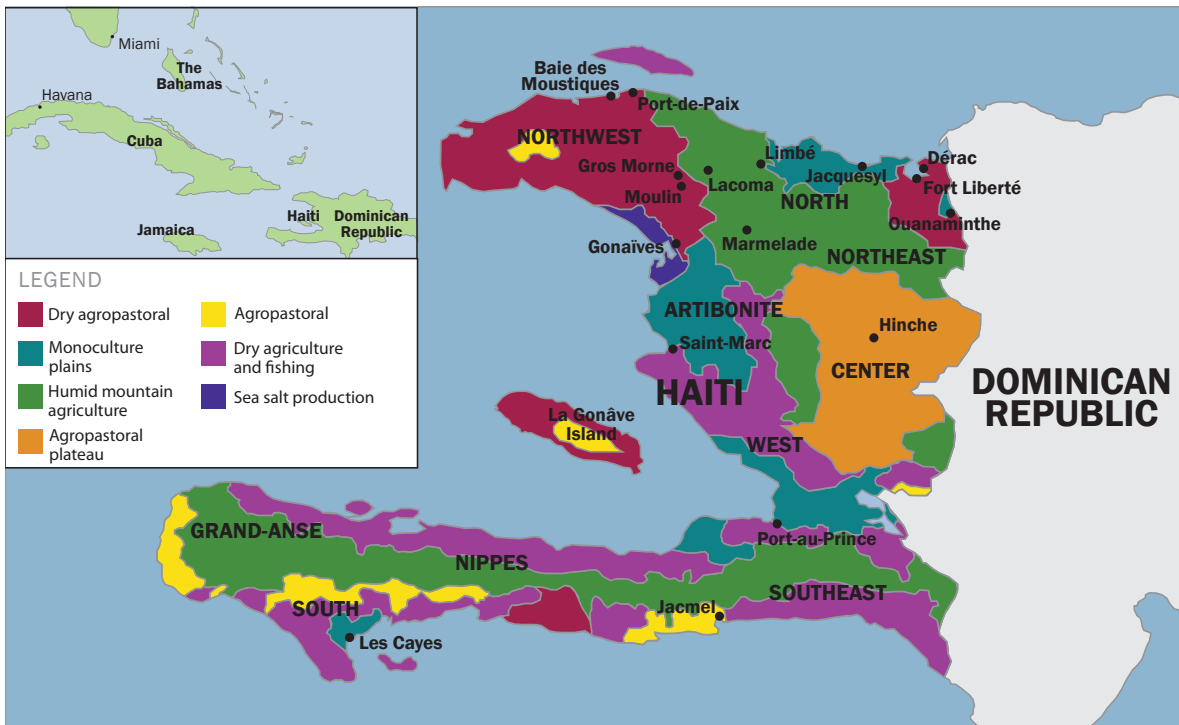 Miami
The
Bahamas
Havana
Cuba
Haiti
Dominican
Republic
Jamaica
LEGEND
Dry agropastoral
Monoculture
plains
Humid mountain
agriculture
Agropastoral
plateau
Agropastoral
Dry agriculture
and fishing
Sea salt production
Baie des
Moustiques
Port-de-Paix
NORTHWEST
Limbé
Dérac
Gros Morne
Lacoma
Jacquesyl
Fort Liberté
Moulin
NORTH
Ouanaminthe
Gonaïves
Marmelade
NORTHEAST
ARTIBONITE
Hinche
Saint-Marc
CENTER
HAITI
DOMINICAN
REPUBLIC
La Gonâve
Island
WEST
GRAND-ANSE
Port-au-Prince
NIPPES
SOUTHEAST
SOUTH
Jacmel
Les Cayes